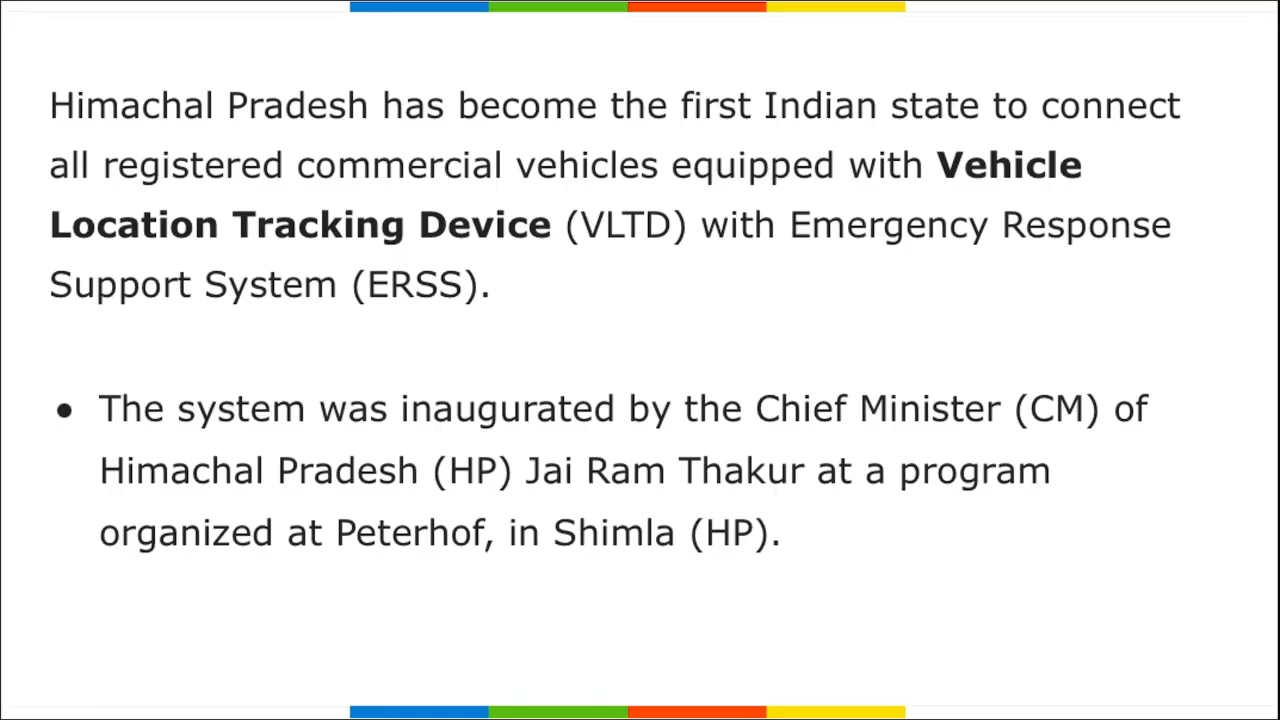 Himachal Pradesh has become the first Indian state to connect
all registered commercial vehicles equipped with Vehicle
Location Tracking Device (VLTD) with Emergency Response
Support System (ERSS).
● The system was inaugurated by the Chief Minister (CM) of
Himachal Pradesh (HP) Jai Ram Thakur at a program
organized at Peterhof, in Shimla (HP).